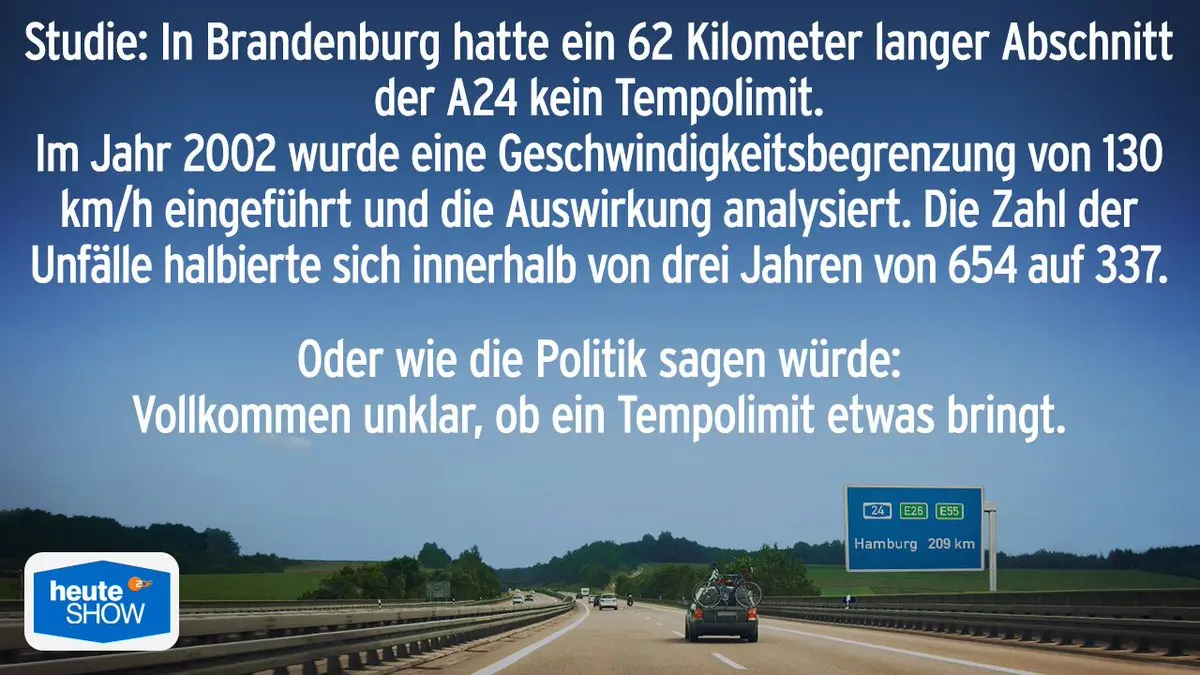 Studie: In Brandenburg hatte ein 62 Kilometer langer Abschnitt
der A24 kein Tempolimit.
Im Jahr 2002 wurde eine Geschwindigkeitsbegrenzung von 130
km/h eingeführt und die Auswirkung analysiert. Die Zahl der
Unfälle halbierte sich innerhalb von drei Jahren von 654 auf 337.
Oder wie die Politik sagen würde:
Vollkommen unklar, ob ein Tempolimit etwas bringt.
24 E26 E55
Hamburg 209 km
heute ZDF
SHOW